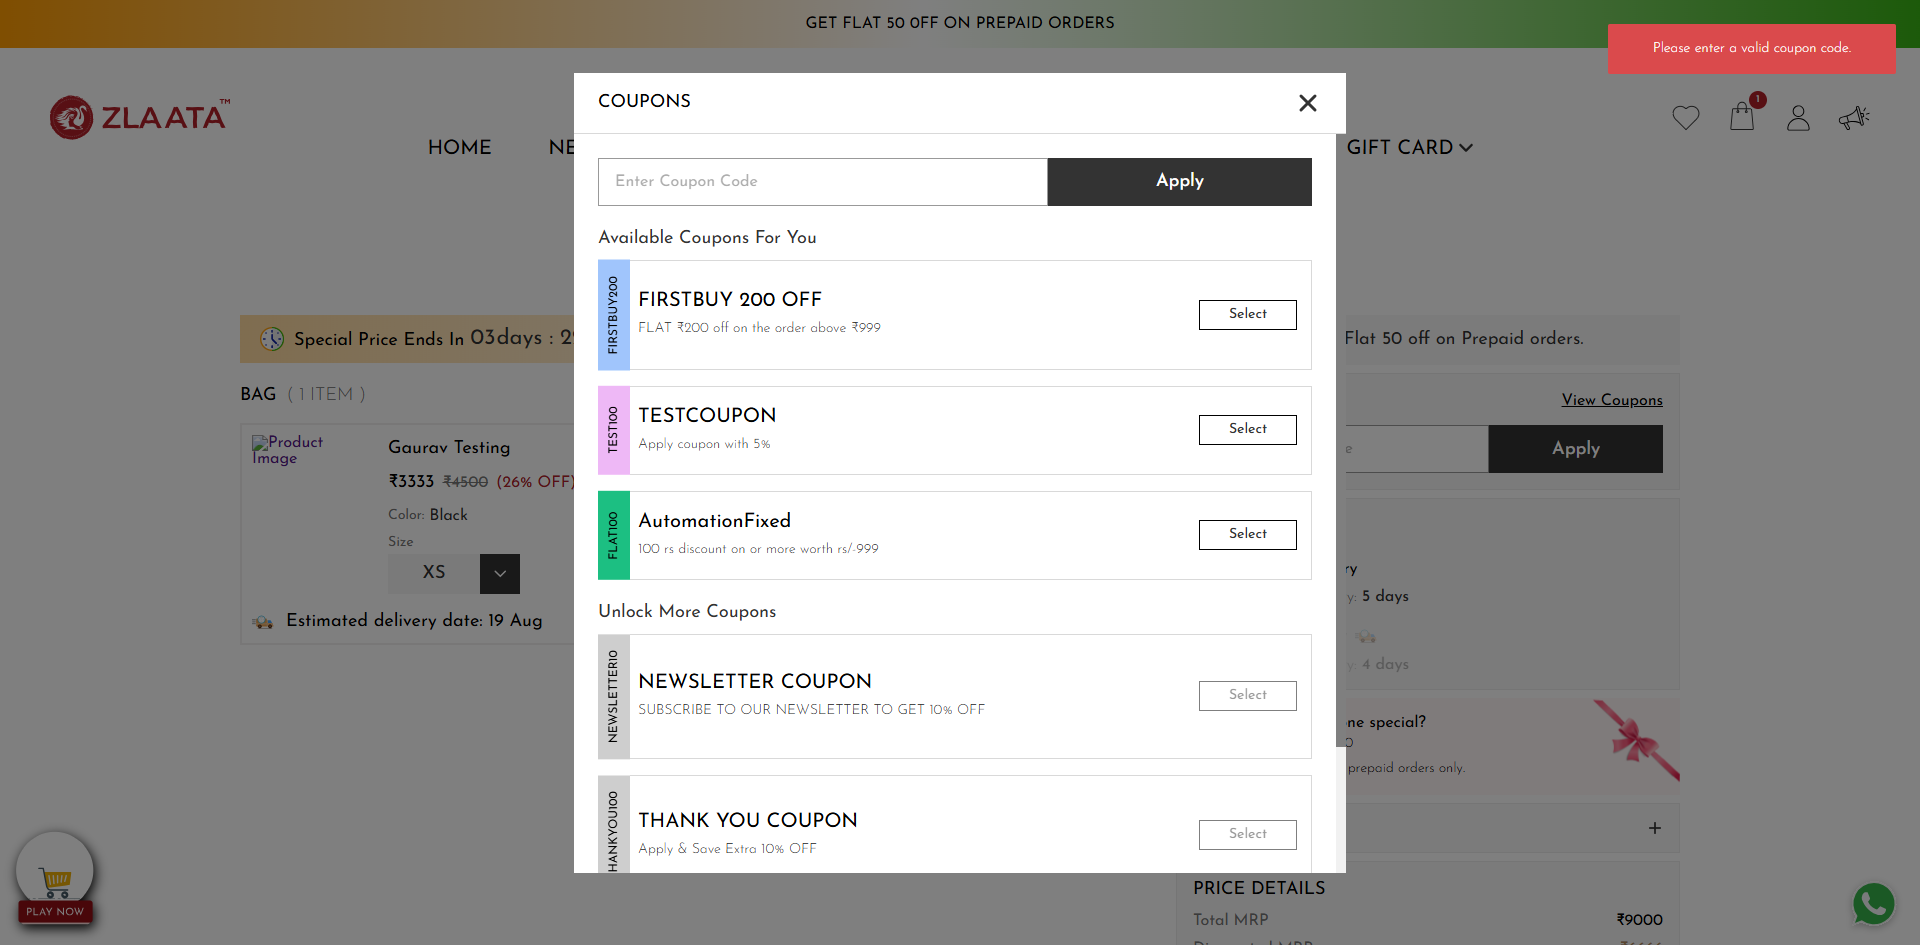 GET FLAT 50 OFF ON PREPAID ORDERS
Please enter a valid coupon code.
ZLAATA™
1
HOME
NE
GIFT CARD
COUPONS
Enter Coupon Code
Apply
Available Coupons For You
FIRSTBUY200
FIRSTBUY 200 OFF
FLAT ₹200 off on the order above ₹999
Select
TEST100
TESTCOUPON
Apply coupon with 5%
Select
FLAT100
AutomationFixed
100 rs discount on or more worth rs/-999
Select
Unlock More Coupons
NEWSLETTER10
NEWSLETTER COUPON
SUBSCRIBE TO OUR NEWSLETTER TO GET 10% OFF
Select
HANKYOU100
THANK YOU COUPON
Apply & Save Extra 10% OFF
Select
Special Price Ends In 03days : 2
BAG ( 1 ITEM )
Product Image
Gaurav Testing
₹3333 ₹4500 (26% OFF)
Color: Black
Size
XS
Estimated delivery date: 19 Aug
Flat 50 off on Prepaid orders.
View Coupons
e
Apply
ry
y: 5 days
y: 4 days
ne special?
0
prepaid orders only.
+
PRICE DETAILS
Total MRP ₹9000
PLAY NOW